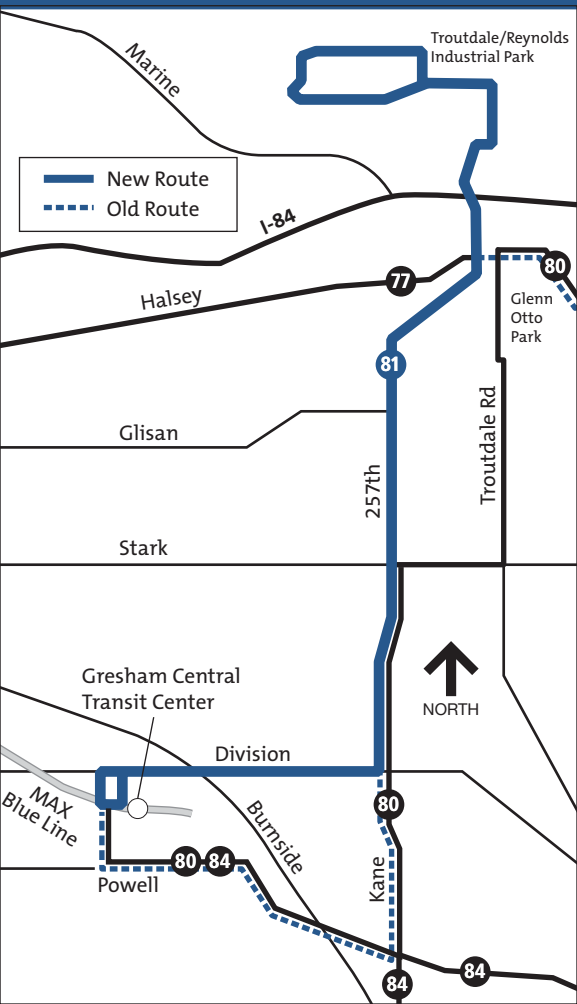 Troutdale/Reynolds
Industrial Park
Marine
New Route
Old Route
I-84
80
77
Halsey
Glenn
Otto
Park
81
Troutdale Rd
Glisan
257th
Stark
Gresham Central
Transit Center
NORTH
Division
MAX
Blue Line
Burnside
80
80
84
Kane
Powell
84
84